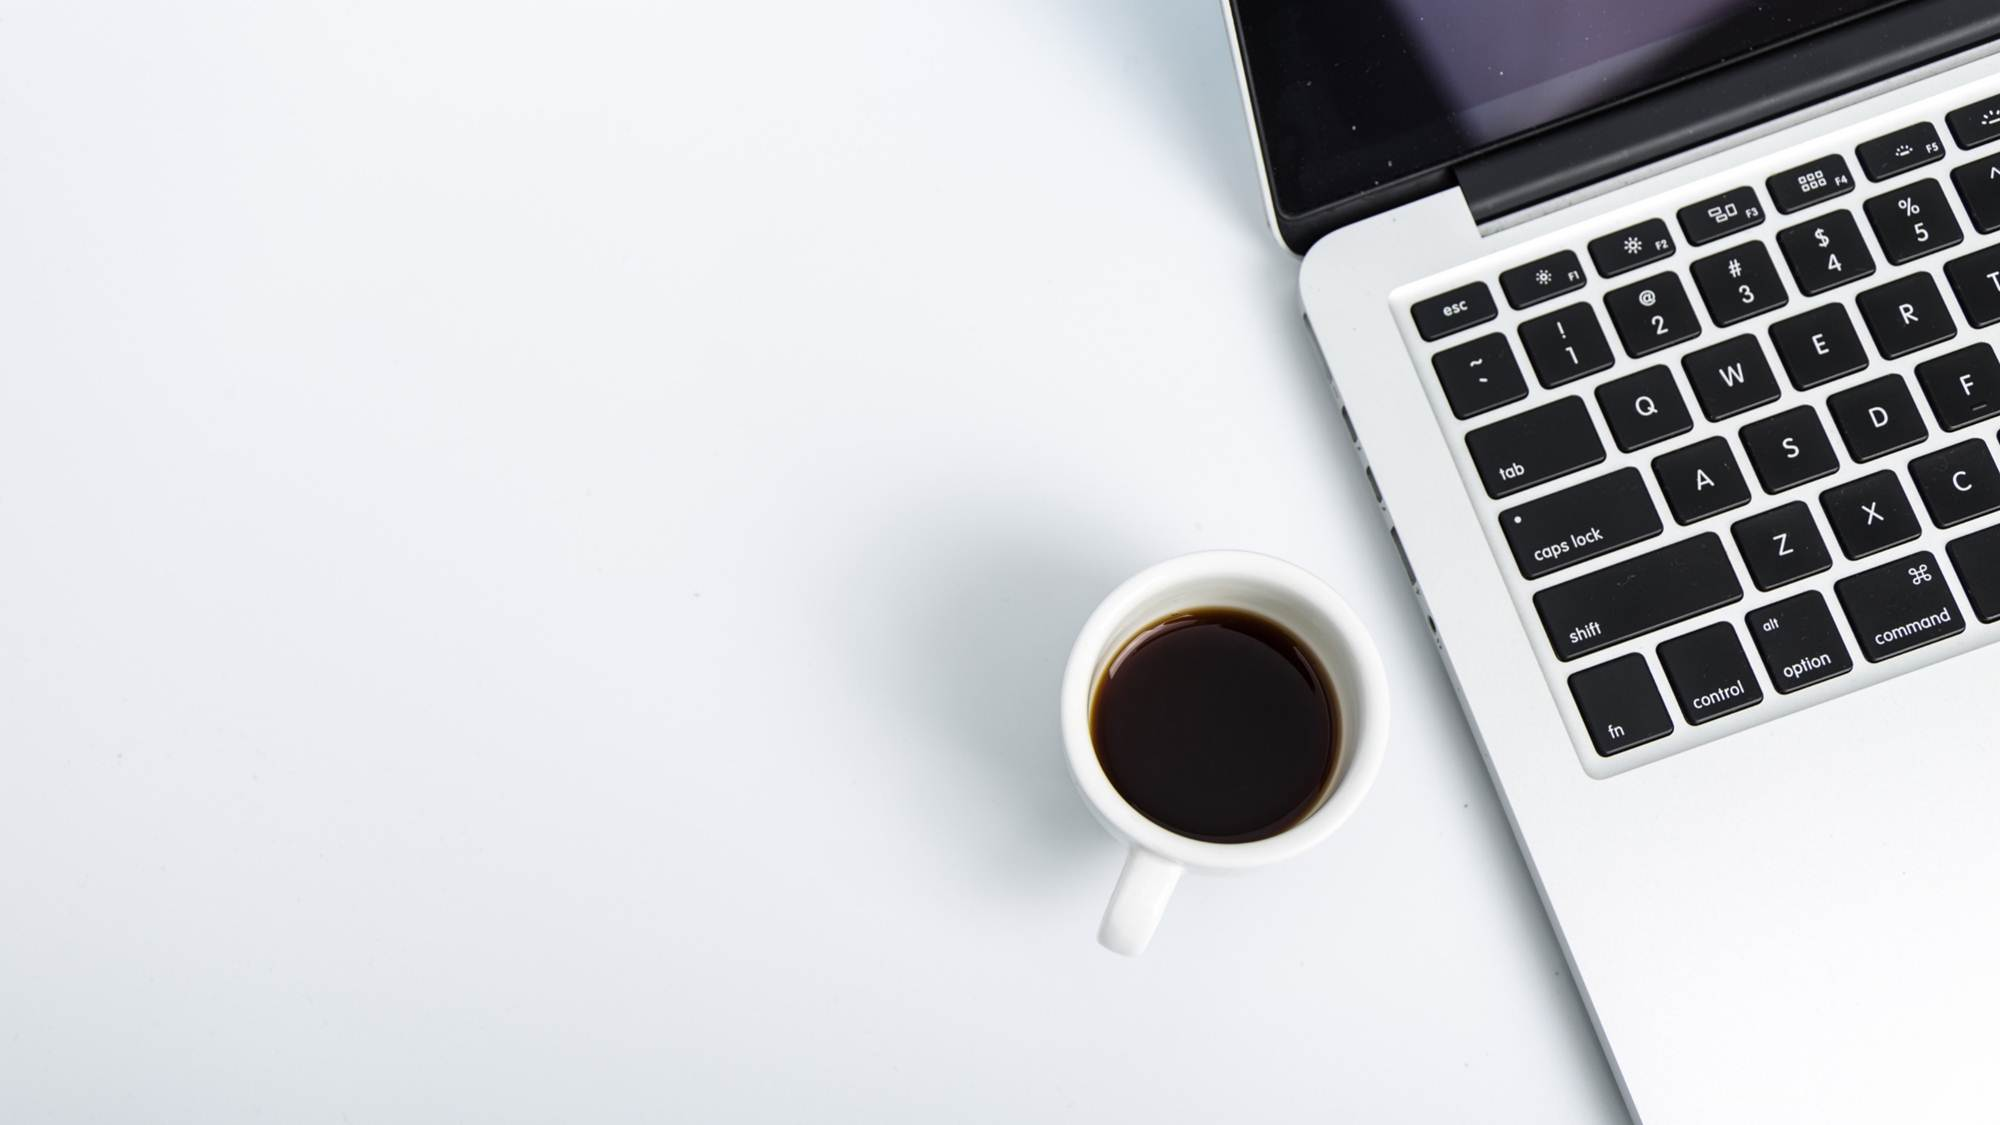 esc F1 F2 F3 F4 F5
~ ` ! 1 @ 2 # 3 $ 4 % 5 ^
tab Q W E R T
caps lock A S D F
shift Z X C
fn control alt option ⌘ command